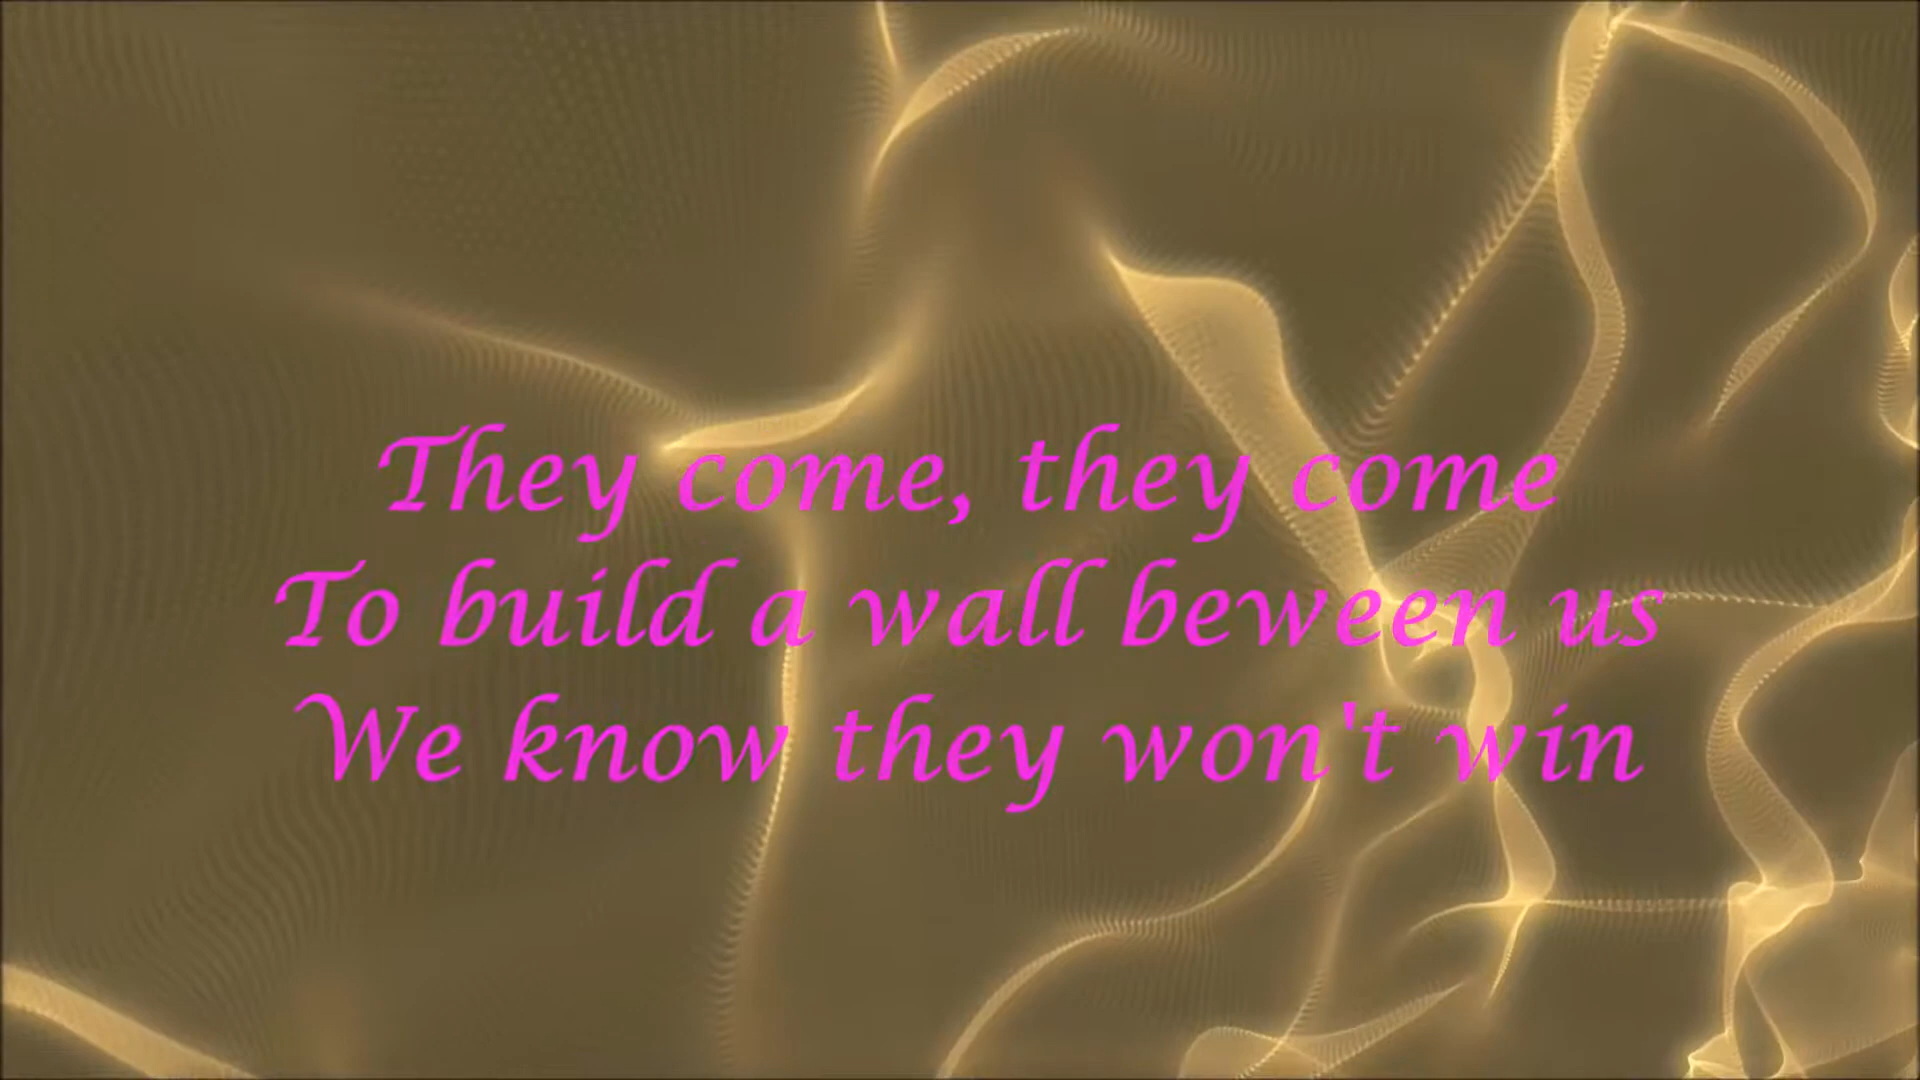 They come, they come
To build a wall beween us
We know they won't win